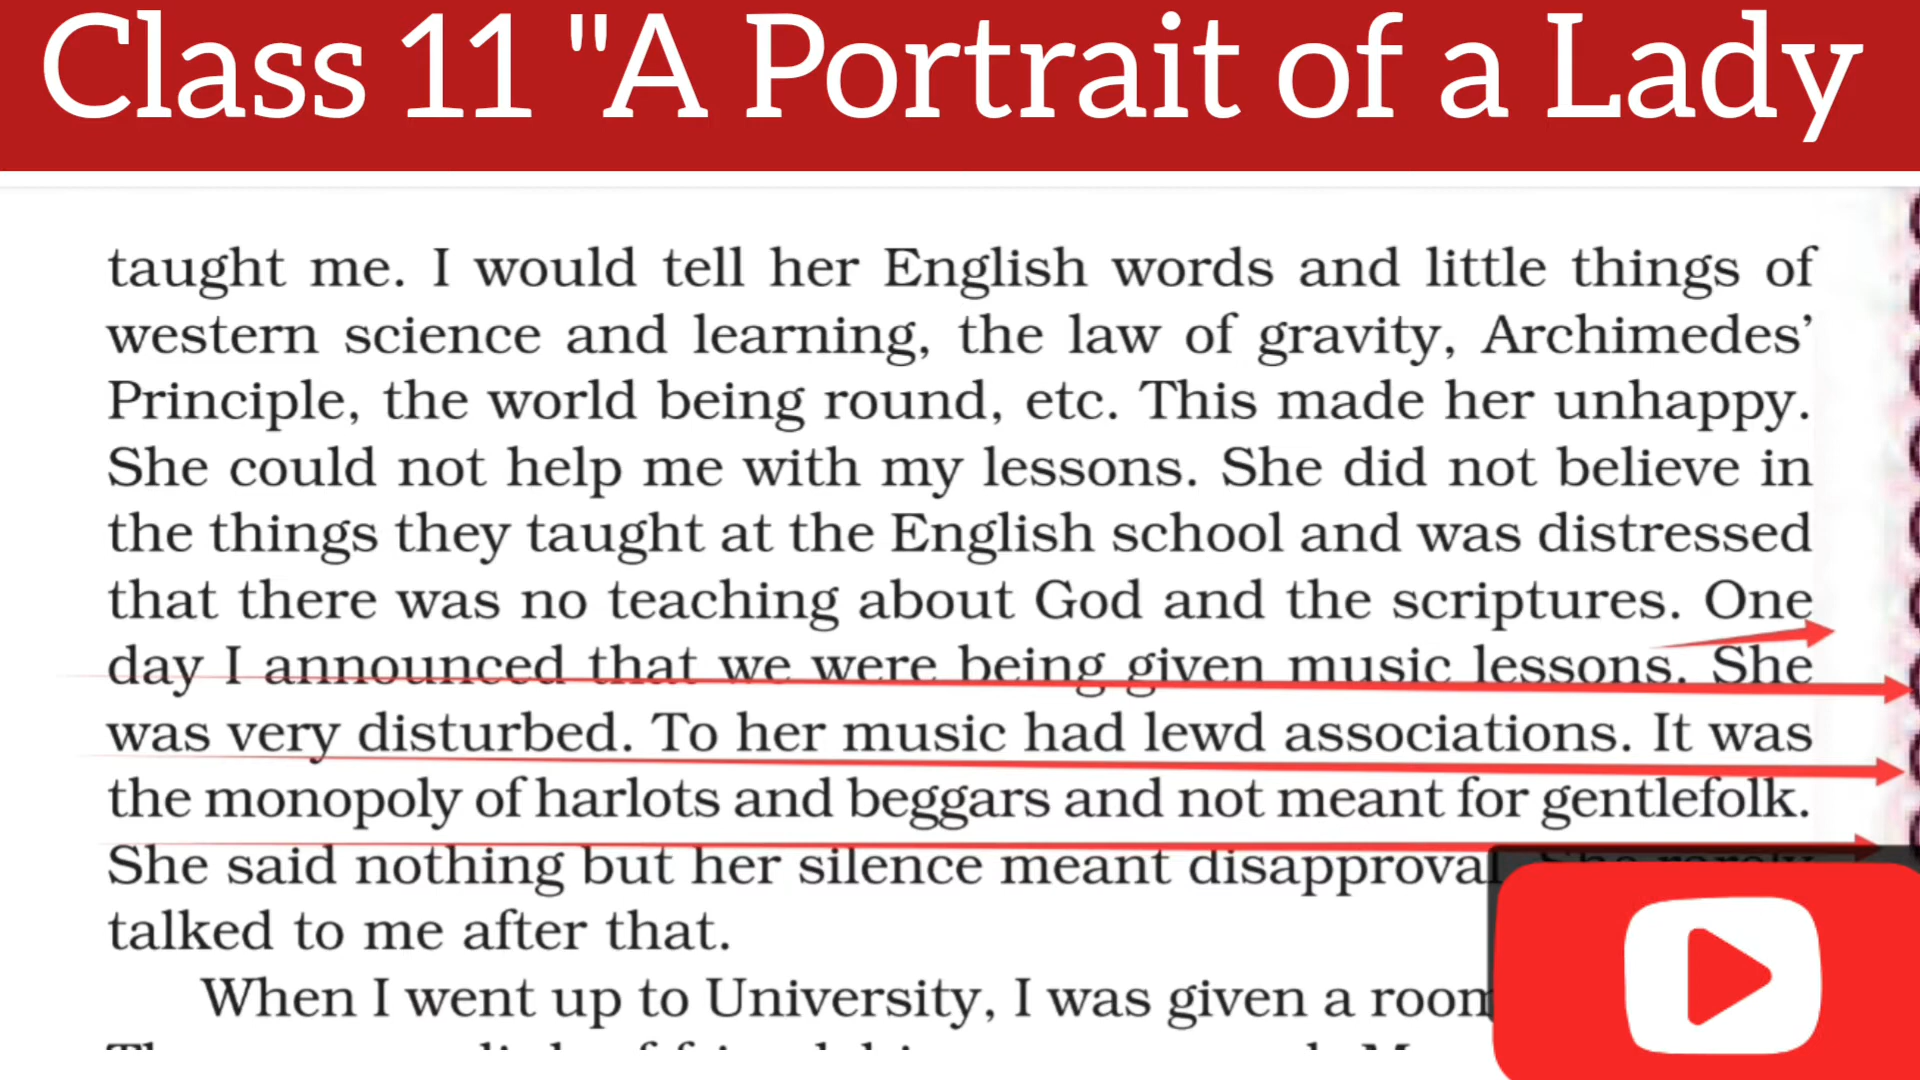 Class 11 "A Portrait of a Lady
taught me. I would tell her English words and little things of
western science and learning, the law of gravity, Archimedes’
Principle, the world being round, etc. This made her unhappy.
She could not help me with my lessons. She did not believe in
the things they taught at the English school and was distressed
that there was no teaching about God and the scriptures. One
day I announced that we were being given music lessons. She
was very disturbed. To her music had lewd associations. It was
the monopoly of harlots and beggars and not meant for gentlefolk.
She said nothing but her silence meant disapproval She rarely
talked to me after that.
When I went up to University, I was given a room